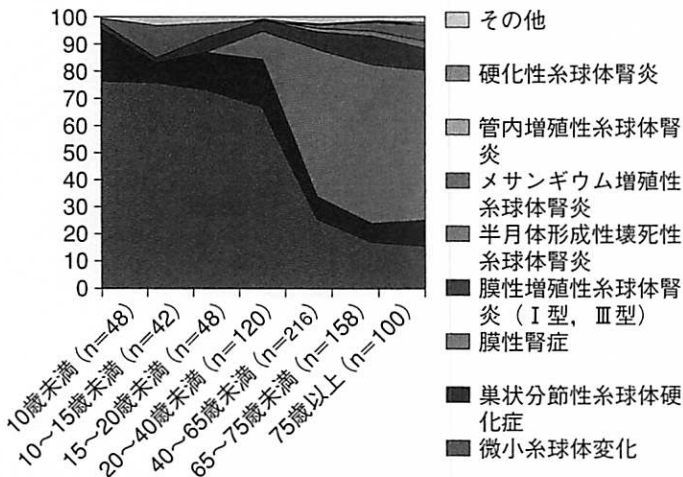 100
90
80
70
60
50
40
30
20
10
0
10歳未満 (n=48)
10～15歳未満 (n=42)
15～20歳未満 (n=48)
20～40歳未満 (n=120)
40～65歳未満 (n=216)
65～75歳未満 (n=158)
75歳以上 (n=100)
その他
硬化性糸球体腎炎
管内増殖性糸球体腎
炎
メサンギウム増殖性
糸球体腎炎
半月体形成性壊死性
糸球体腎炎
膜性増殖性糸球体腎
炎（Ⅰ型，Ⅲ型）
膜性腎症
巣状分節性糸球体硬
化症
微小糸球体変化